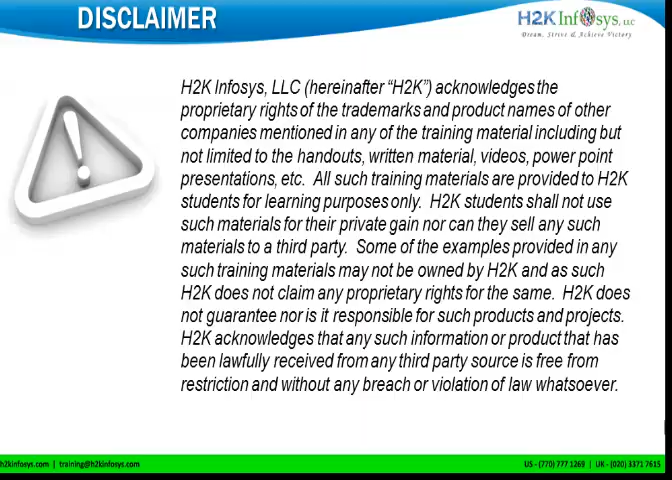 DISCLAIMER
H2K Infosys, LLC
Dream, Strive & Achieve Victory
H2K Infosys, LLC (hereinafter “H2K”) acknowledges the
proprietary rights of the trademarks and product names of other
companies mentioned in any of the training material including but
not limited to the handouts, written material, videos, power point
presentations, etc. All such training materials are provided to H2K
students for learning purposes only. H2K students shall not use
such materials for their private gain nor can they sell any such
materials to a third party. Some of the examples provided in any
such training materials may not be owned by H2K and as such
H2K does not claim any proprietary rights for the same. H2K does
not guarantee nor is it responsible for such products and projects.
H2K acknowledges that any such information or product that has
been lawfully received from any third party source is free from
restriction and without any breach or violation of law whatsoever.
h2kinfosys.com | training@h2kinfosys.com
US - (770) 777 1269 | UK - (020) 3371 7615